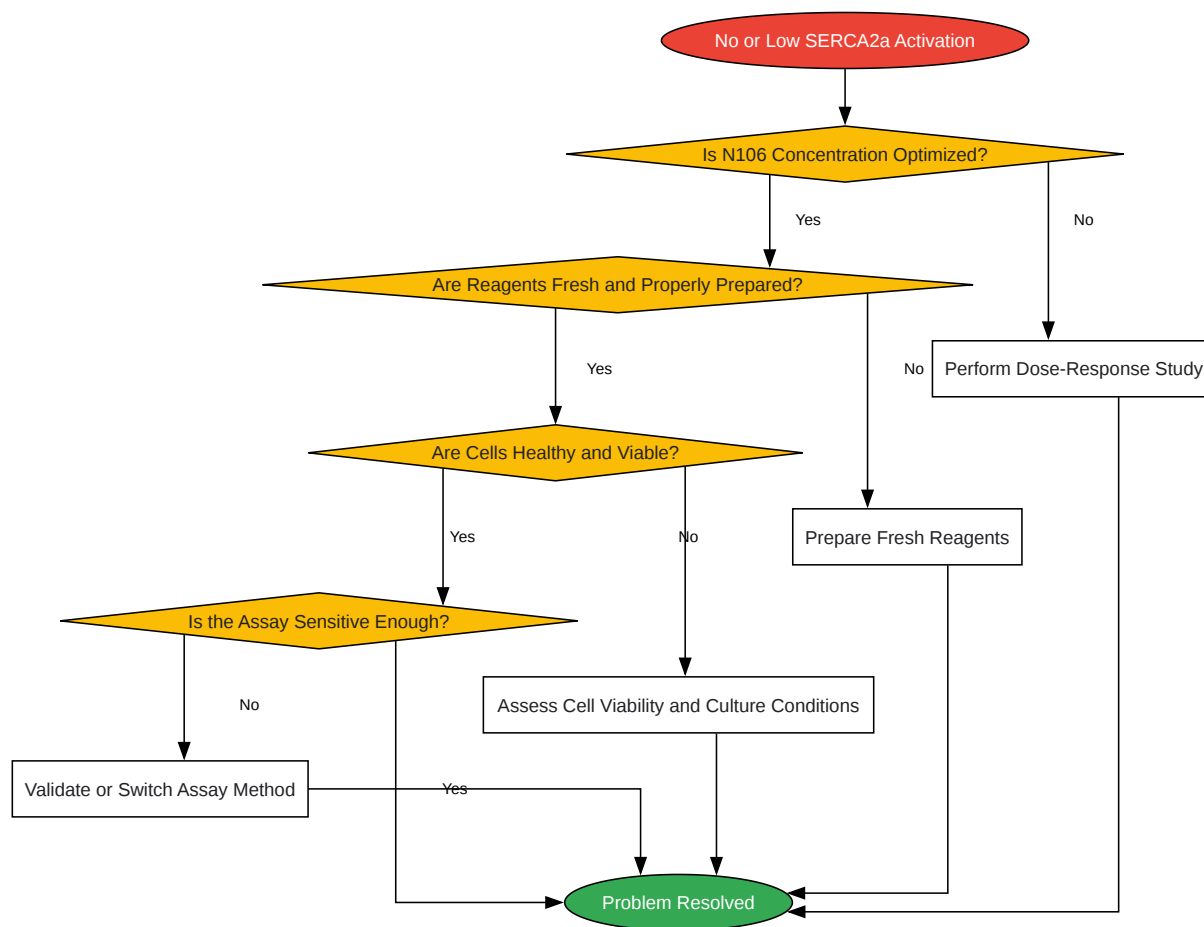 No or Low SERCA2a Activation
Is N106 Concentration Optimized?
Yes
No
Are Reagents Fresh and Properly Prepared?
Yes
No
Perform Dose-Response Study
Are Cells Healthy and Viable?
Yes
No
Prepare Fresh Reagents
Is the Assay Sensitive Enough?
No
Assess Cell Viability and Culture Conditions
Validate or Switch Assay Method
Yes
Problem Resolved